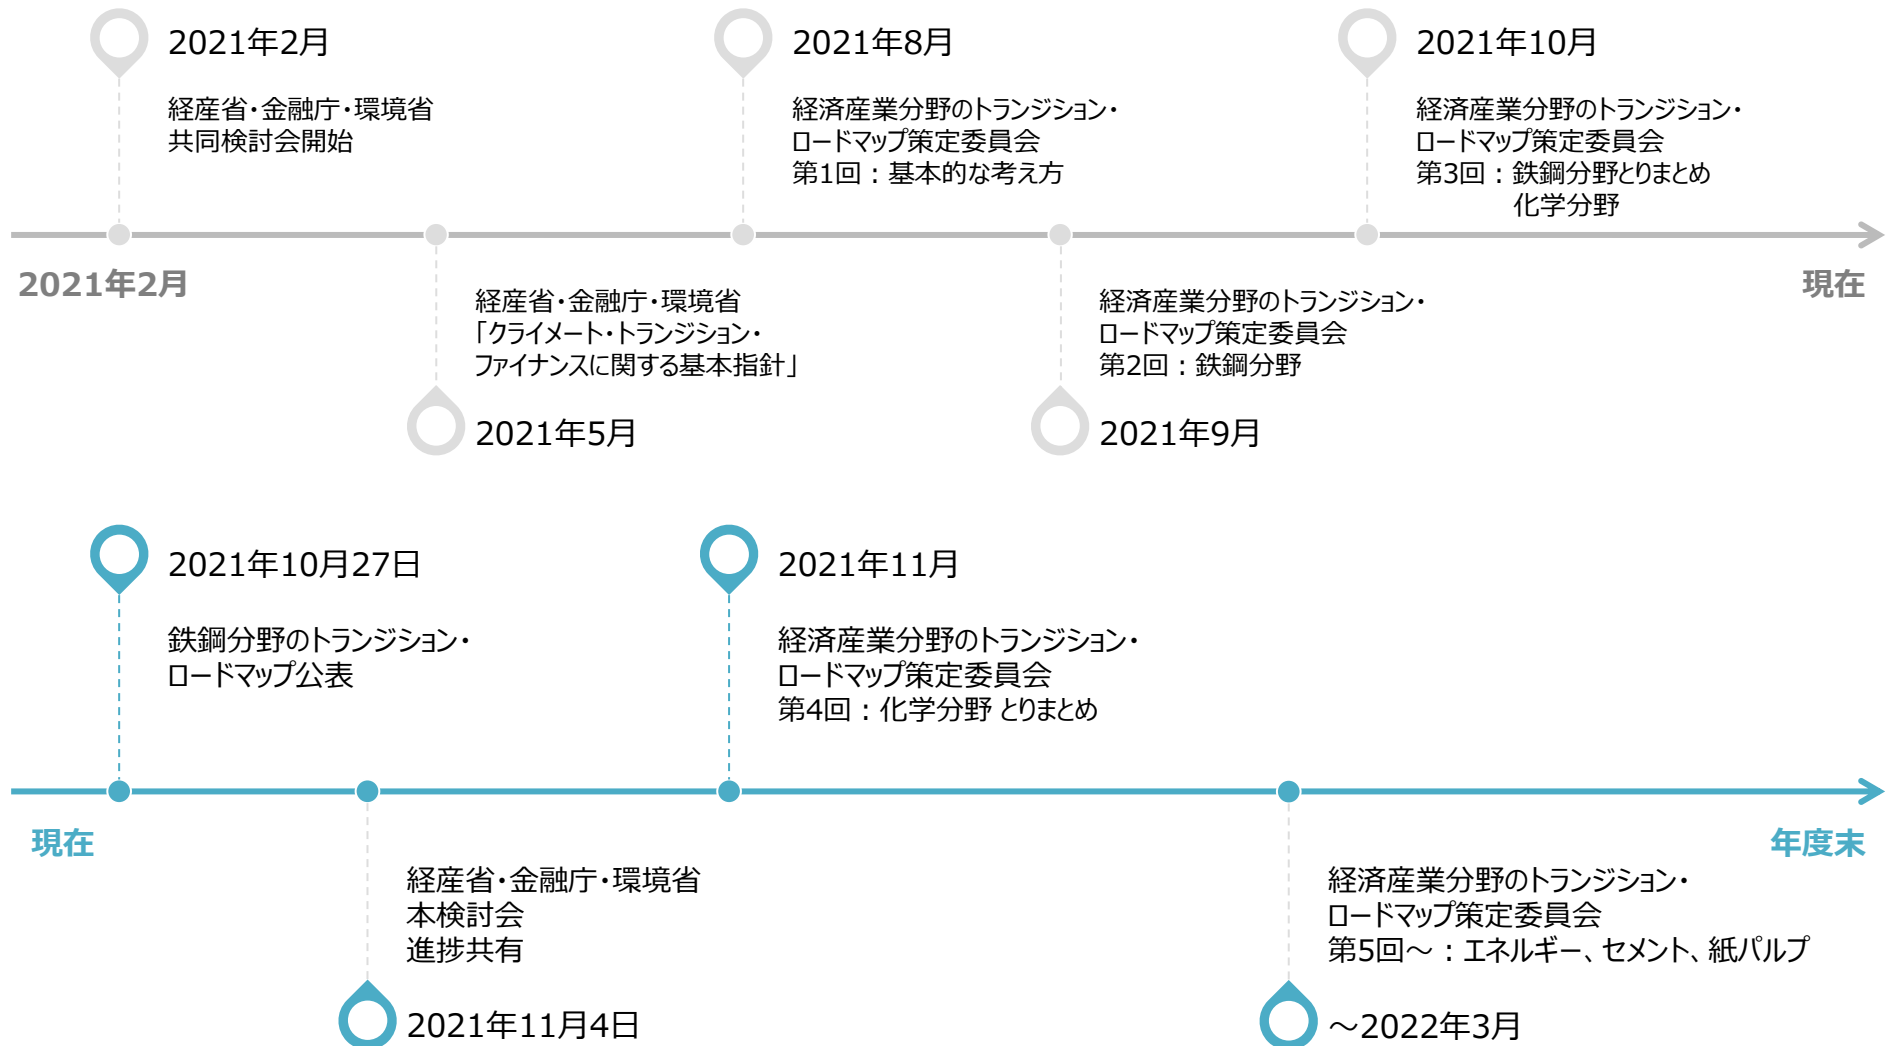 2021年2月
経産省・金融庁・環境省
共同検討会開始
2021年8月
経済産業分野のトランジション・
ロードマップ策定委員会
第1回：基本的な考え方
2021年10月
経済産業分野のトランジション・
ロードマップ策定委員会
第3回：鉄鋼分野とりまとめ
化学分野
2021年2月
現在
経産省・金融庁・環境省
「クライメート・トランジション・
ファイナンスに関する基本指針」
2021年5月
経済産業分野のトランジション・
ロードマップ策定委員会
第2回：鉄鋼分野
2021年9月
2021年10月27日
鉄鋼分野のトランジション・
ロードマップ公表
2021年11月
経済産業分野のトランジション・
ロードマップ策定委員会
第4回：化学分野 とりまとめ
現在
年度末
経産省・金融庁・環境省
本検討会
進捗共有
2021年11月4日
経済産業分野のトランジション・
ロードマップ策定委員会
第5回～：エネルギー、セメント、紙パルプ
～2022年3月